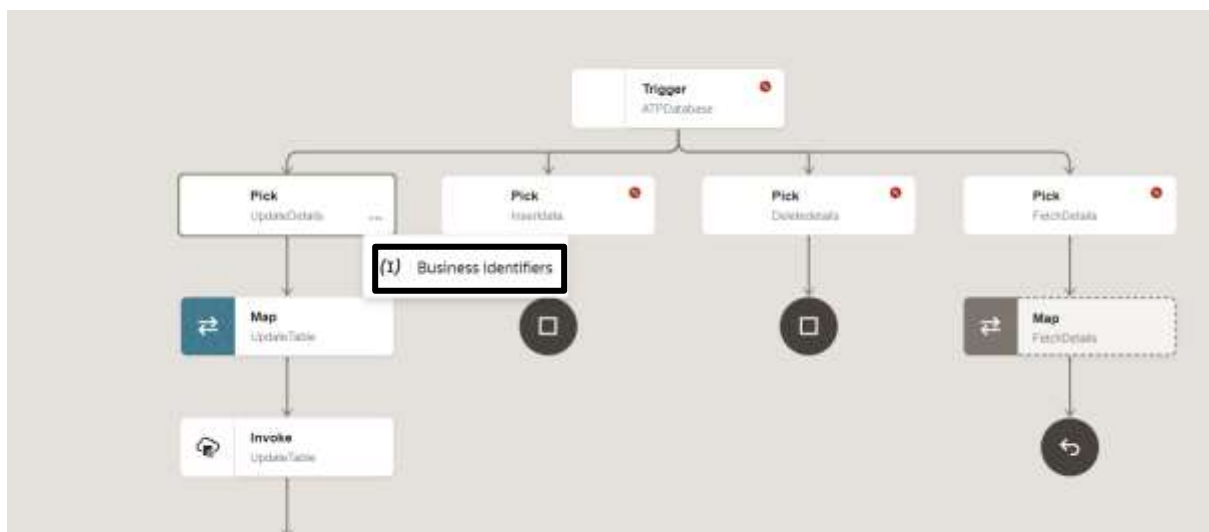 Trigger
ATPDatabase
Pick
UpdateDetails
...
Pick
Insertdata
Pick
Deletedetails
Pick
FetchDetails
(I) Business Identifiers
Map
UpdateTable
Map
FetchDetails
Invoke
UpdateTable